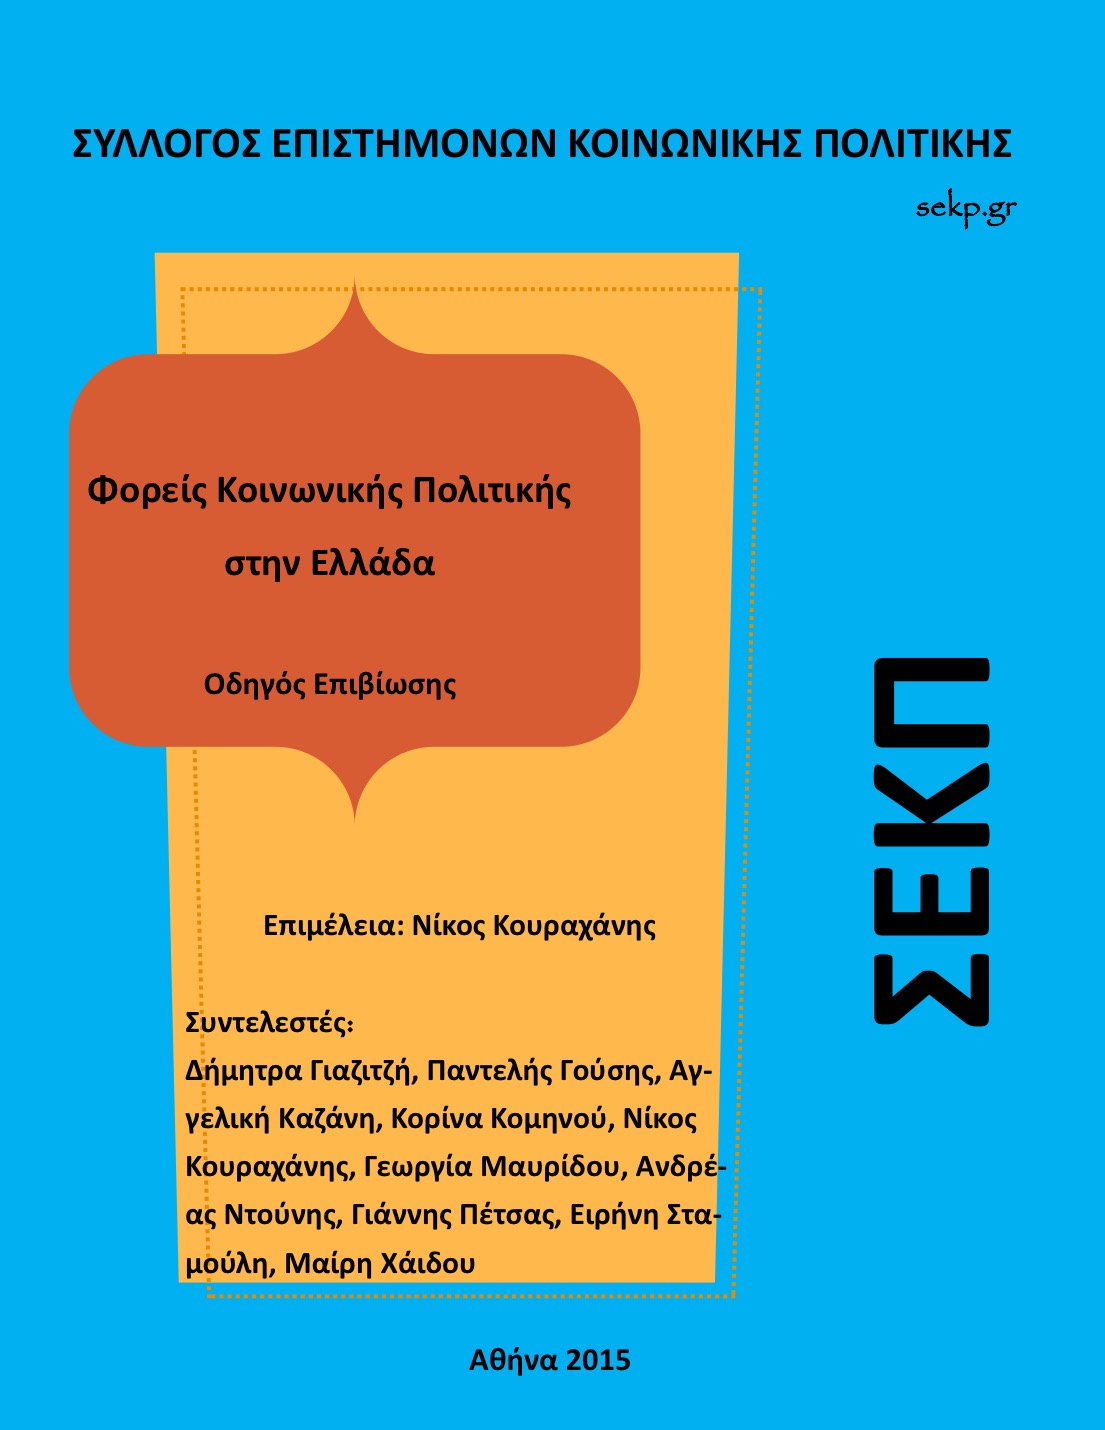 ΣΥΛΛΟΓΟΣ ΕΠΙΣΤΗΜΟΝΩΝ ΚΟΙΝΩΝΙΚΗΣ ΠΟΛΙΤΙΚΗΣ
sekp.gr
Φορείς Κοινωνικής Πολιτικής
στην Ελλάδα
Οδηγός Επιβίωσης
ΣΕΚΠ
Επιμέλεια: Νίκος Κουραχάνης
Συντελεστές:
Δήμητρα Γιαζιτζή, Παντελής Γούσης, Αγ-
γελική Καζάνη, Κορίνα Κομηνού, Νίκος
Κουραχάνης, Γεωργία Μαυρίδου, Ανδρέ-
ας Ντούνης, Γιάννης Πέτσας, Ειρήνη Στα-
μούλη, Μαίρη Χάιδου
Αθήνα 2015